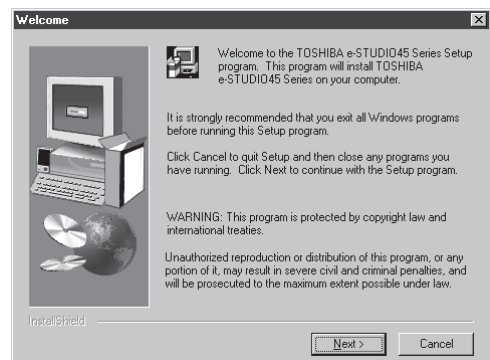 Welcome
Welcome to the TOSHIBA e-STUDIO45 Series Setup
program. This program will install TOSHIBA
e-STUDIO45 Series on your computer.
It is strongly recommended that you exit all Windows programs
before running this Setup program.
Click Cancel to quit Setup and then close any programs you
have running. Click Next to continue with the Setup program.
WARNING: This program is protected by copyright law and
international treaties.
Unauthorized reproduction or distribution of this program, or any
portion of it, may result in severe civil and criminal penalties, and
will be prosecuted to the maximum extent possible under law.
InstallShield
Next >
Cancel